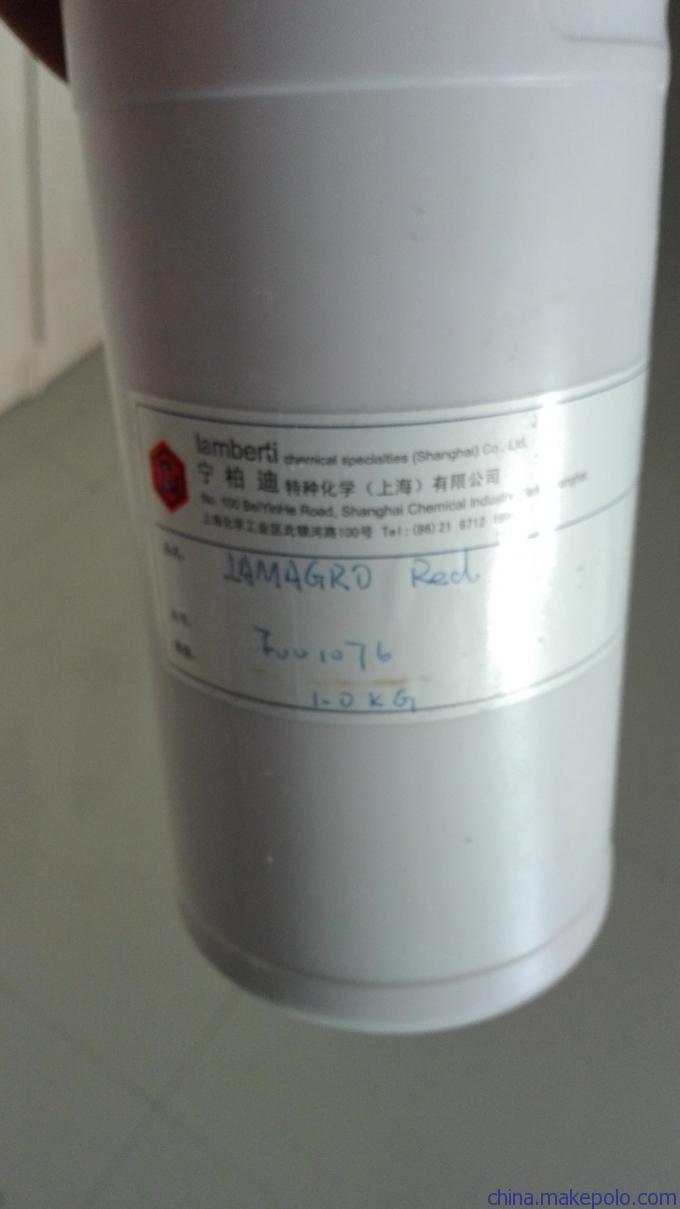 lamberti chemical specialties (Shanghai) Co., Ltd.
宁柏迪 特种化学（上海）有限公司
No. 100 BeiYinHe Road, Shanghai Chemical
上海化学工业区北银河路100号 Tel: (86) 21 6712
LAMAGRO Red
1.0 KG
china.makepolo.com